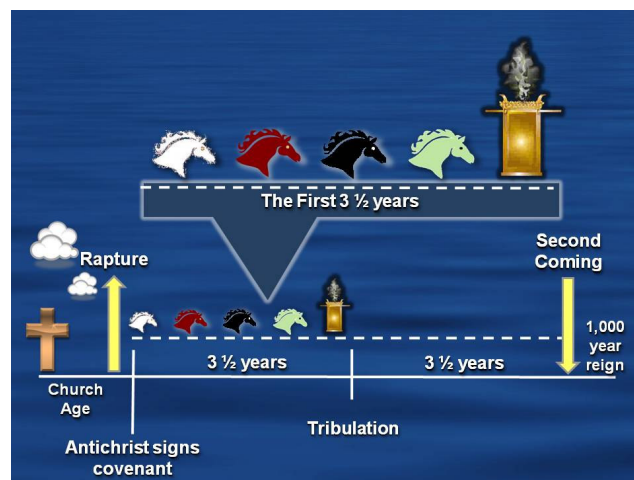 The First 3 ½ years
Rapture
Second
Coming
1,000
year
reign
3 ½ years
3 ½ years
Church
Age
Tribulation
Antichrist signs
covenant